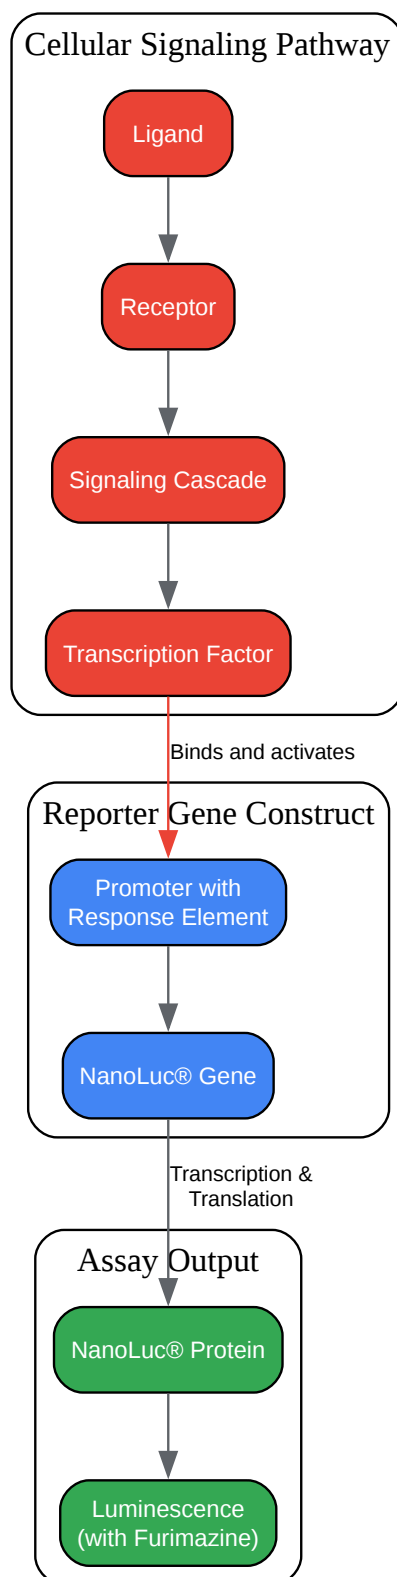 Cellular Signaling Pathway
Ligand
Receptor
Signaling Cascade
Transcription Factor
Binds and activates
Reporter Gene Construct
Promoter with
Response Element
NanoLuc® Gene
Transcription &
Translation
Assay Output
NanoLuc® Protein
Luminescence
(with Furimazine)